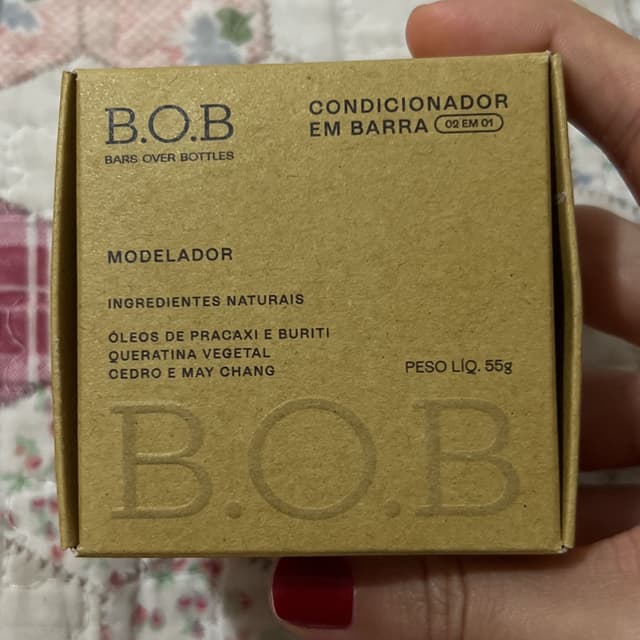 B.O.B
BARS OVER BOTTLES
CONDICIONADOR
EM BARRA 02 EM 01
MODELADOR
INGREDIENTES NATURAIS
ÓLEOS DE PRACAXI E BURITI
QUERATINA VEGETAL
CEDRO E MAY CHANG
PESO LÍQ. 55g
B.O.B